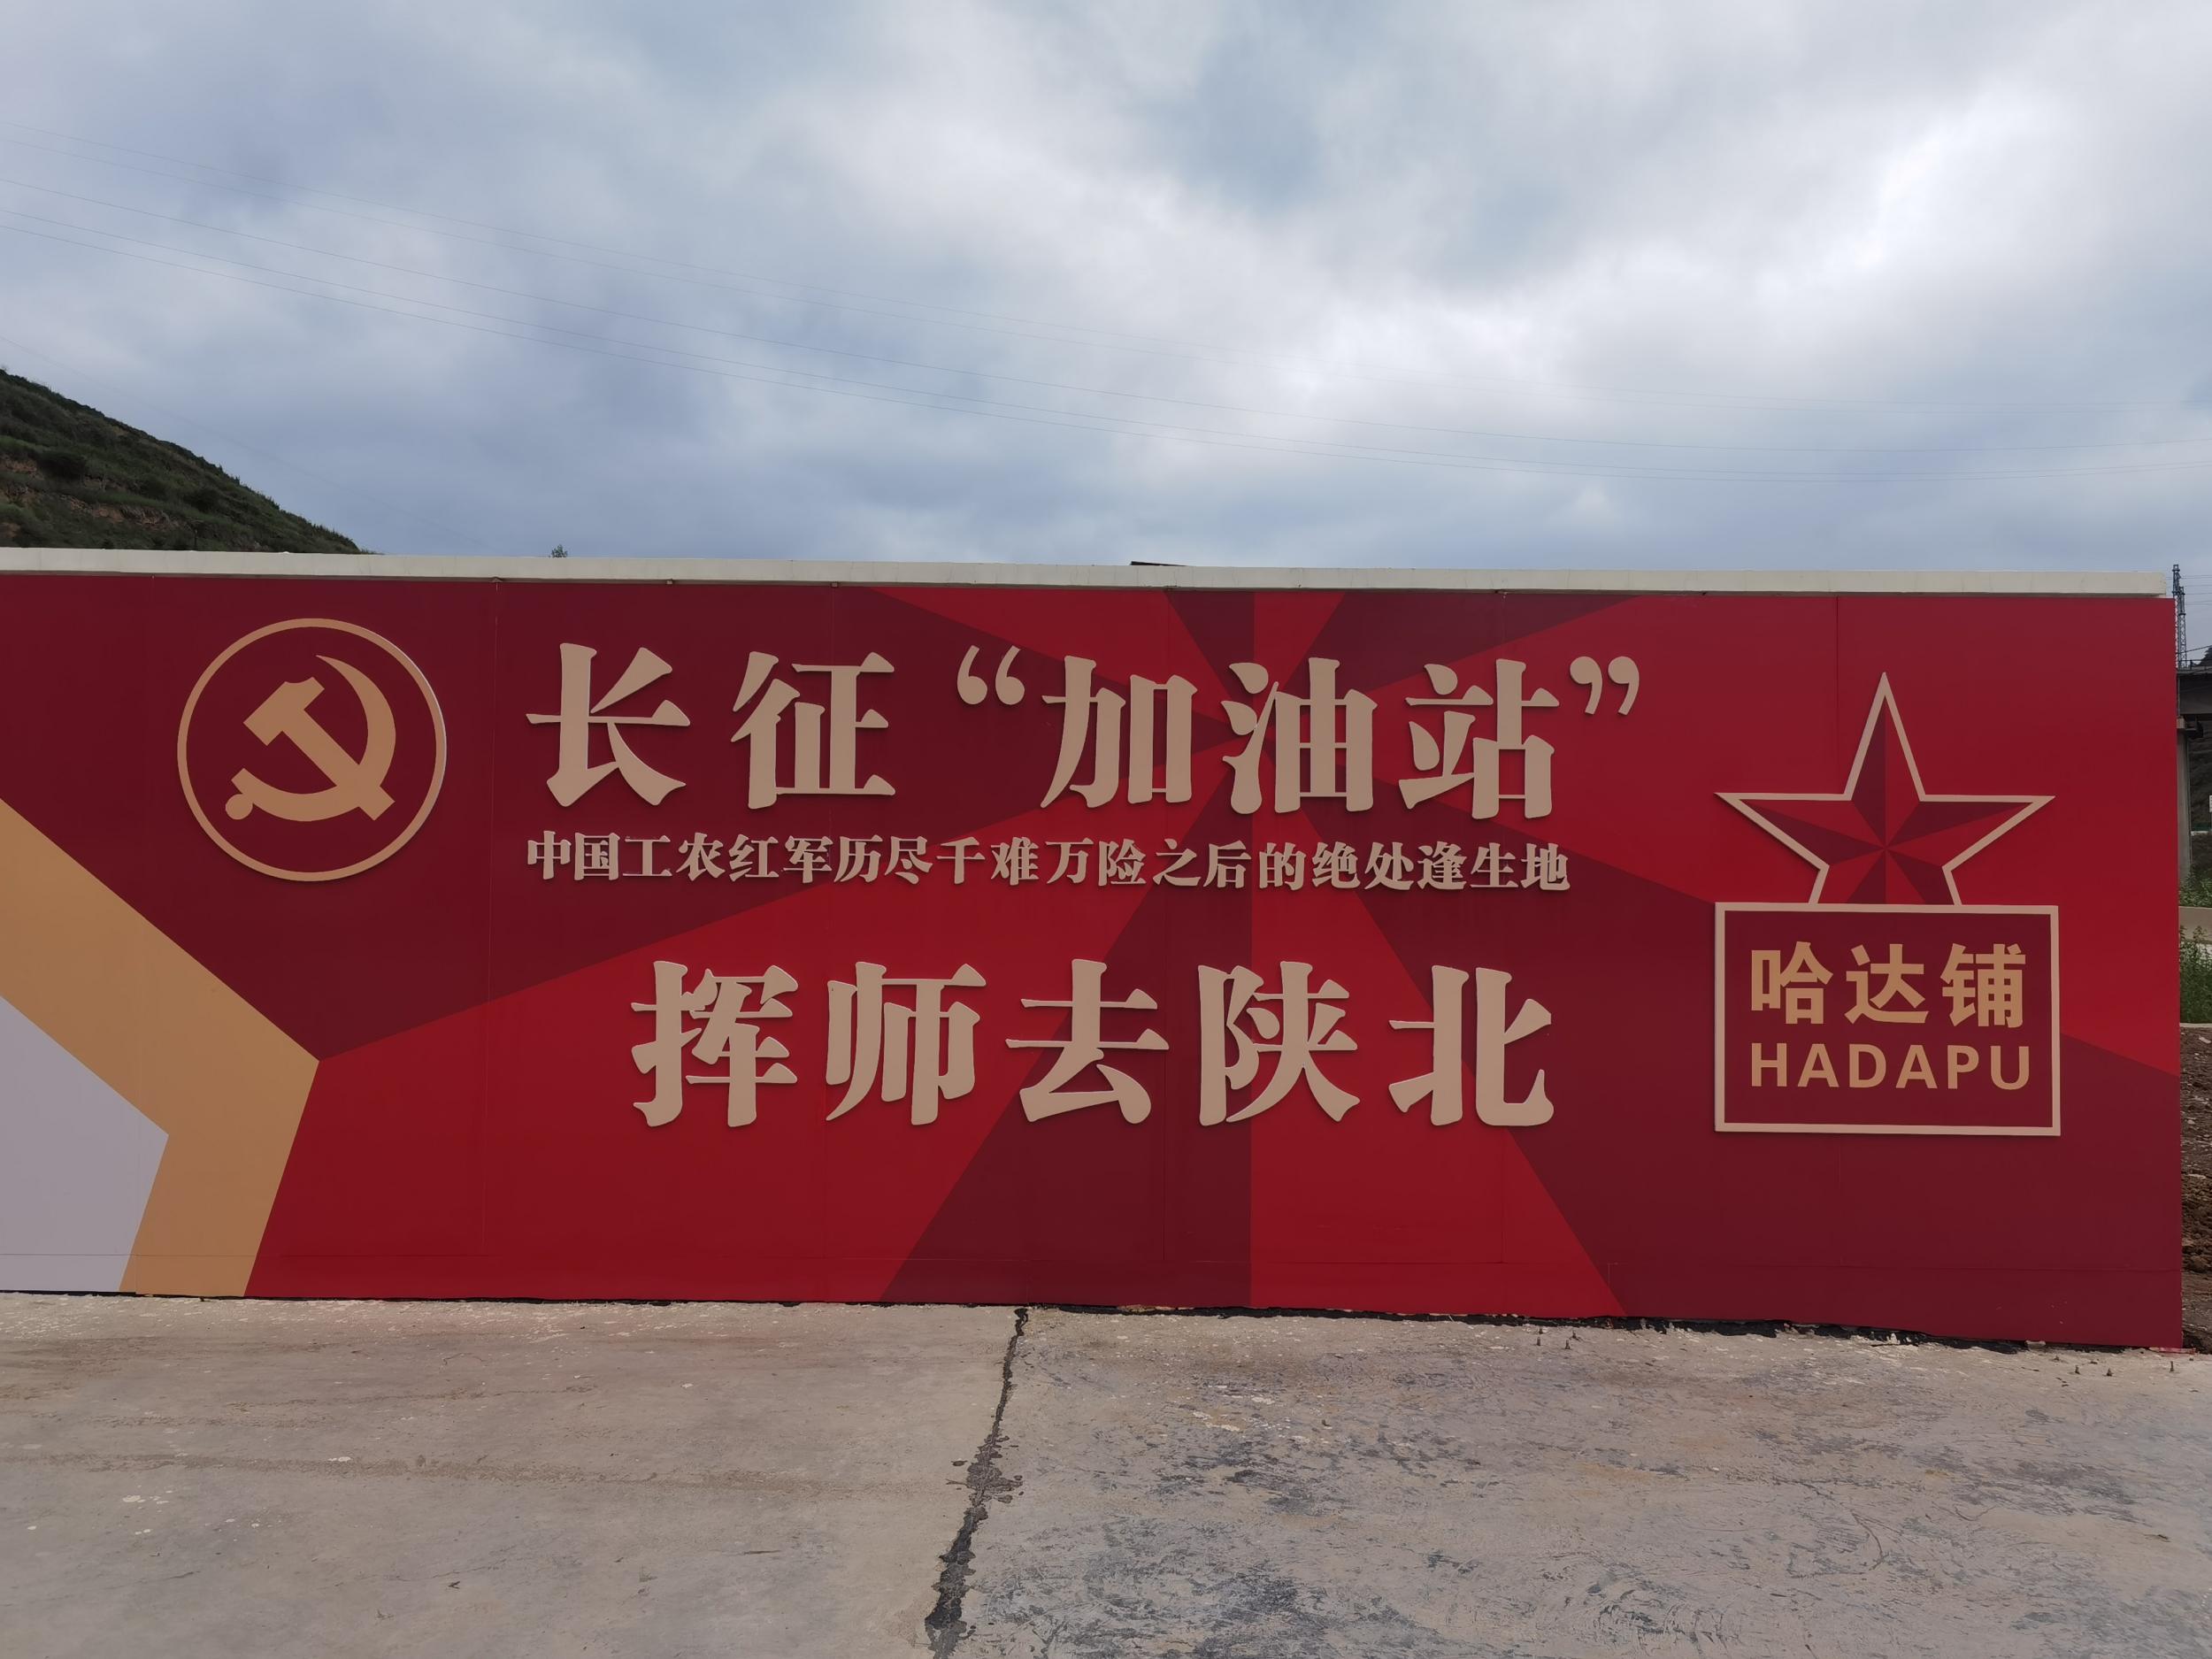 长征“加油站”
中国工农红军历尽千难万险之后的绝处逢生地
挥师去陕北
哈达铺
HADAPU